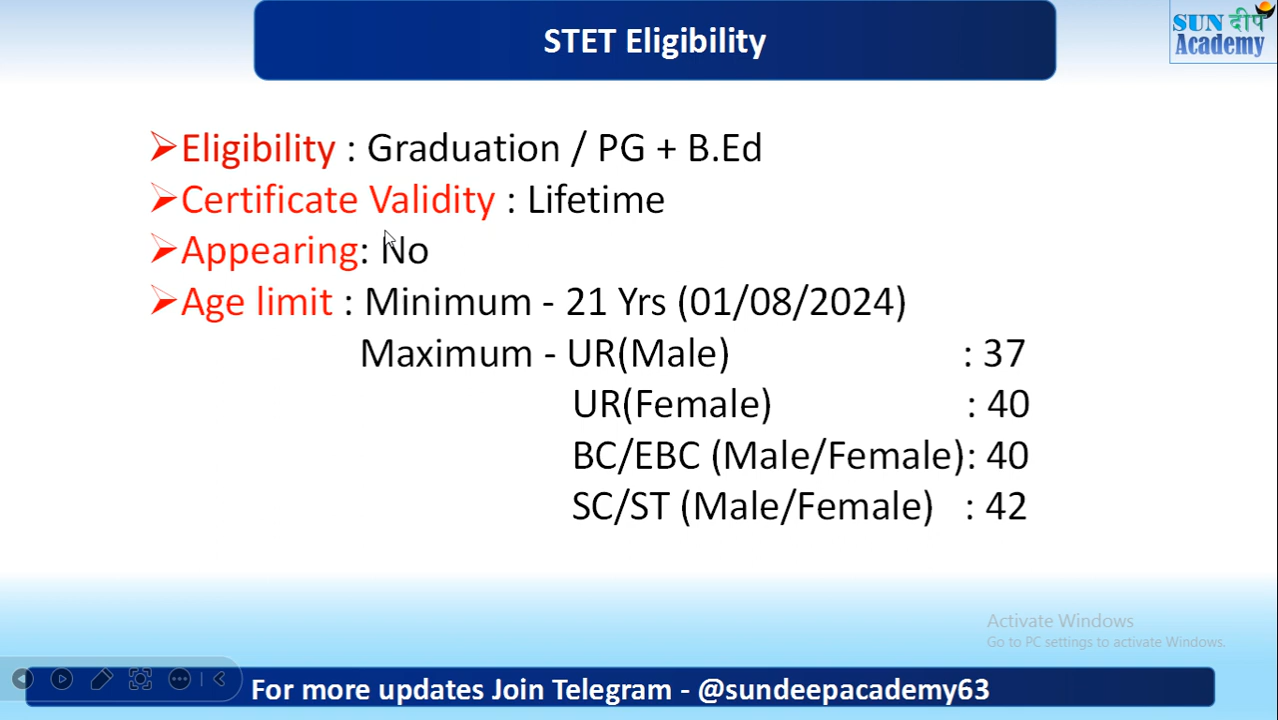 STET Eligibility
SUN दीप
Academy
➢Eligibility : Graduation / PG + B.Ed
➢Certificate Validity : Lifetime
➢Appearing: No
➢Age limit : Minimum - 21 Yrs (01/08/2024)
Maximum - UR(Male) : 37
UR(Female) : 40
BC/EBC (Male/Female): 40
SC/ST (Male/Female) : 42
Activate Windows
Go to PC settings to activate Windows.
For more updates Join Telegram - @sundeepacademy63